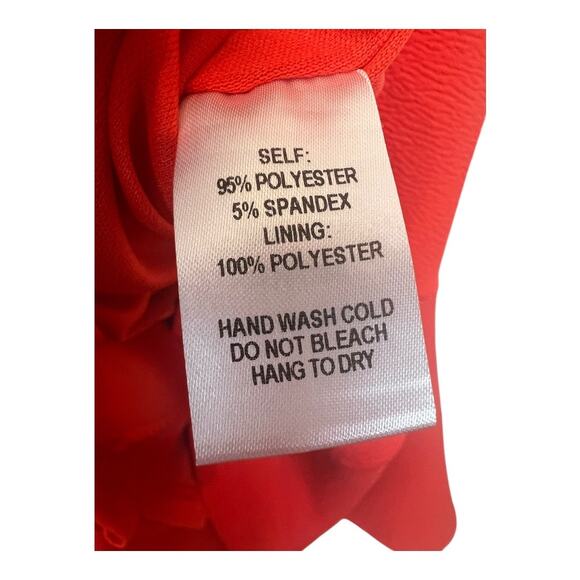 SELF:
95% POLYESTER
5% SPANDEX
LINING:
100% POLYESTER
HAND WASH COLD
DO NOT BLEACH
HANG TO DRY